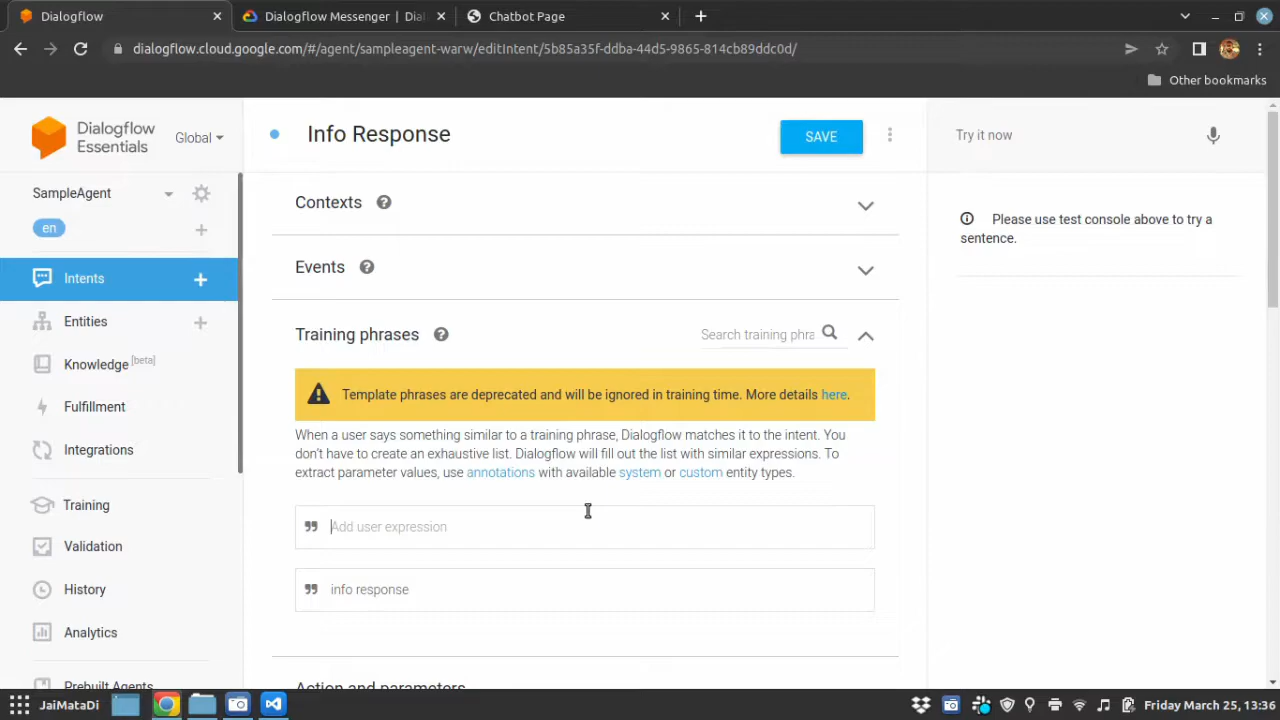 Dialogflow
Dialogflow Messenger | Dial
Chatbot Page
dialogflow.cloud.google.com/#/agent/sampleagent-warw/editIntent/5b85a35f-ddba-44d5-9865-814cb89ddc0d/
Other bookmarks
Dialogflow
Essentials
Global
Info Response
SAVE
Try it now
SampleAgent
en
Contexts
Please use test console above to try a
sentence.
Intents
Events
Entities
Training phrases
Search training phra
Knowledge [beta]
Template phrases are deprecated and will be ignored in training time. More details here.
Fulfillment
When a user says something similar to a training phrase, Dialogflow matches it to the intent. You
don't have to create an exhaustive list. Dialogflow will fill out the list with similar expressions. To
extract parameter values, use annotations with available system or custom entity types.
Integrations
Training
Add user expression
Validation
info response
History
Analytics
Prebuilt Agents
Action and parameters
JaiMataDi
Friday March 25, 13:36